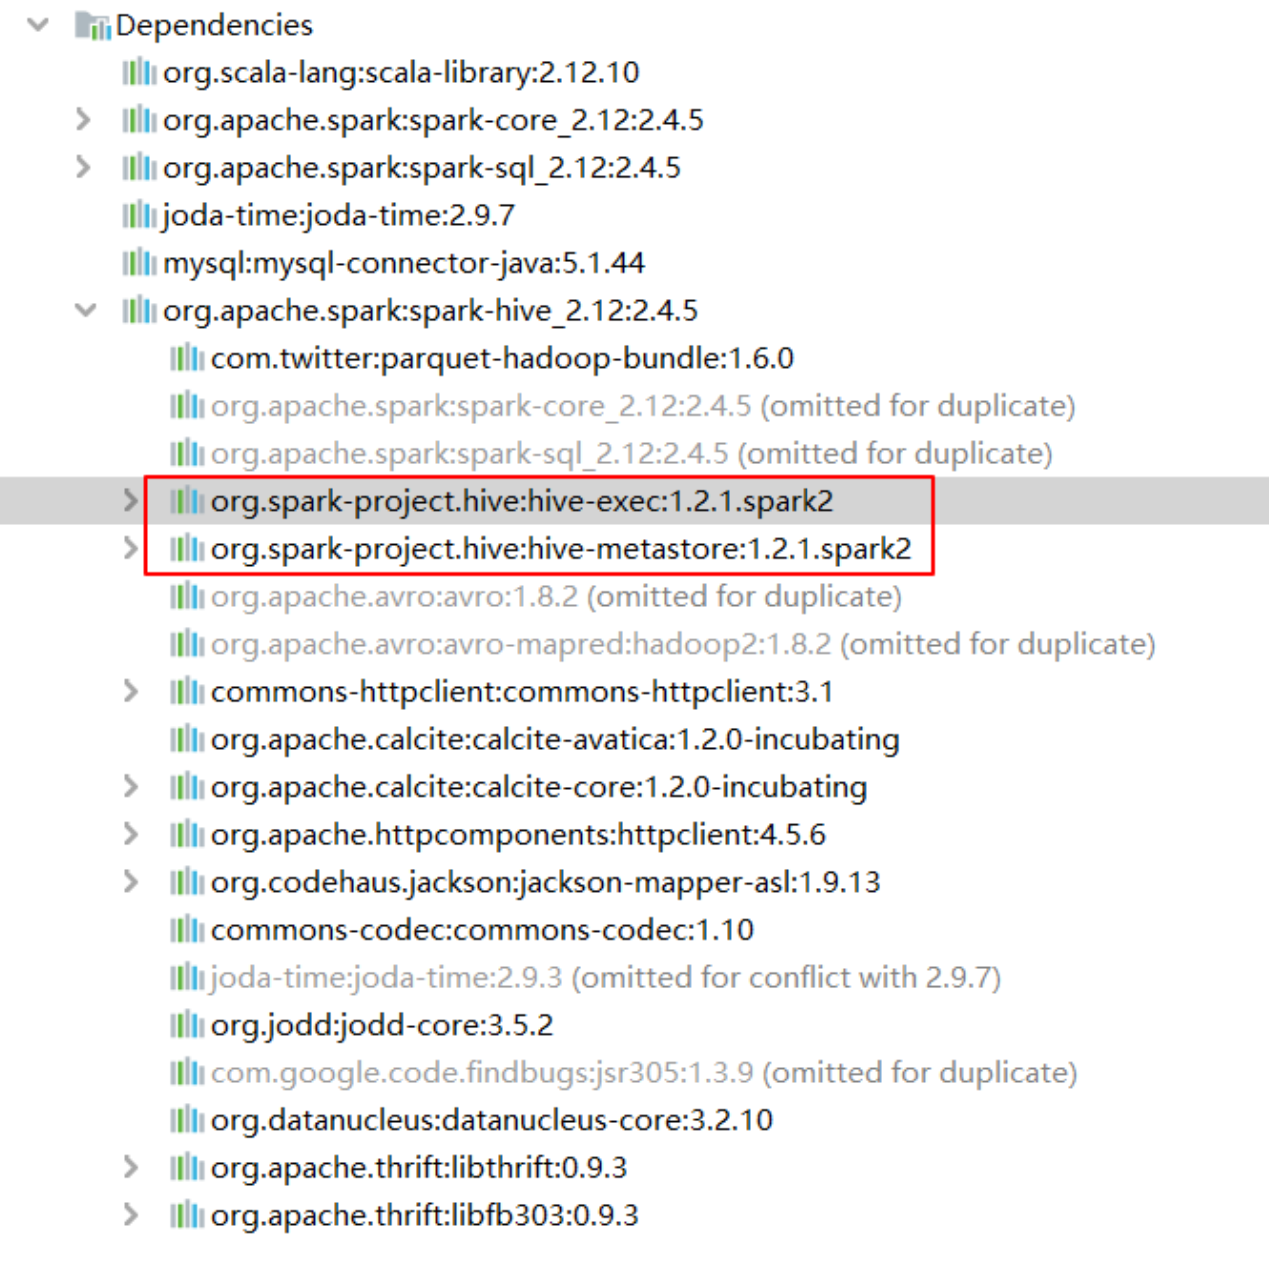 Dependencies
org.scala-lang:scala-library:2.12.10
org.apache.spark:spark-core_2.12:2.4.5
org.apache.spark:spark-sql_2.12:2.4.5
joda-time:joda-time:2.9.7
mysql:mysql-connector-java:5.1.44
org.apache.spark:spark-hive_2.12:2.4.5
com.twitter:parquet-hadoop-bundle:1.6.0
org.apache.spark:spark-core_2.12:2.4.5 (omitted for duplicate)
org.apache.spark:spark-sql_2.12:2.4.5 (omitted for duplicate)
org.spark-project.hive:hive-exec:1.2.1.spark2
org.spark-project.hive:hive-metastore:1.2.1.spark2
org.apache.avro:avro:1.8.2 (omitted for duplicate)
org.apache.avro:avro-mapred:hadoop2:1.8.2 (omitted for duplicate)
commons-httpclient:commons-httpclient:3.1
org.apache.calcite:calcite-avatica:1.2.0-incubating
org.apache.calcite:calcite-core:1.2.0-incubating
org.apache.httpcomponents:httpclient:4.5.6
org.codehaus.jackson:jackson-mapper-asl:1.9.13
commons-codec:commons-codec:1.10
joda-time:joda-time:2.9.3 (omitted for conflict with 2.9.7)
org.jodd:jodd-core:3.5.2
com.google.code.findbugs:jsr305:1.3.9 (omitted for duplicate)
org.datanucleus:datanucleus-core:3.2.10
org.apache.thrift:libthrift:0.9.3
org.apache.thrift:libfb303:0.9.3